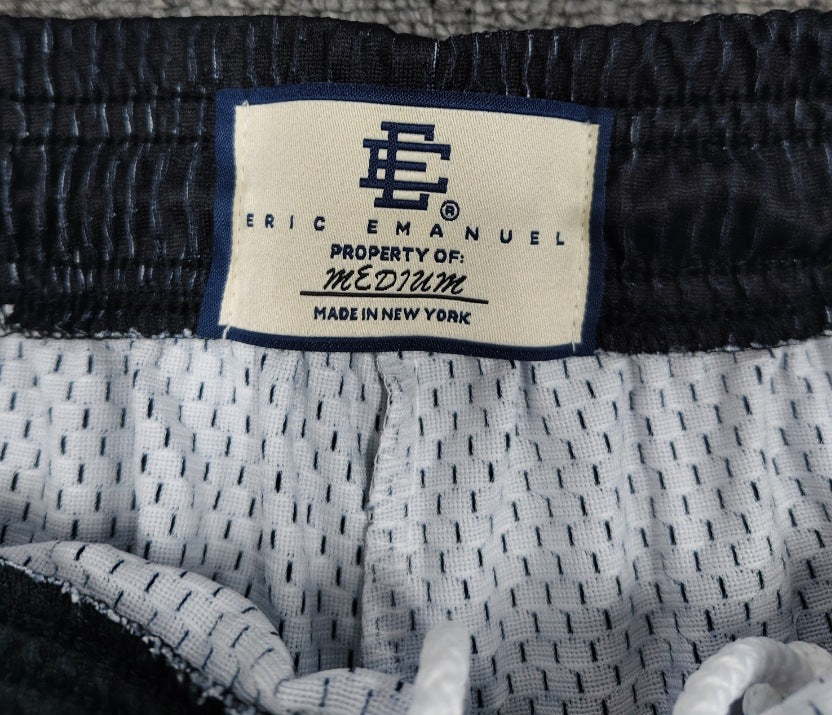 EE®
ERIC EMANUEL
PROPERTY OF:
MEDIUM
MADE IN NEW YORK